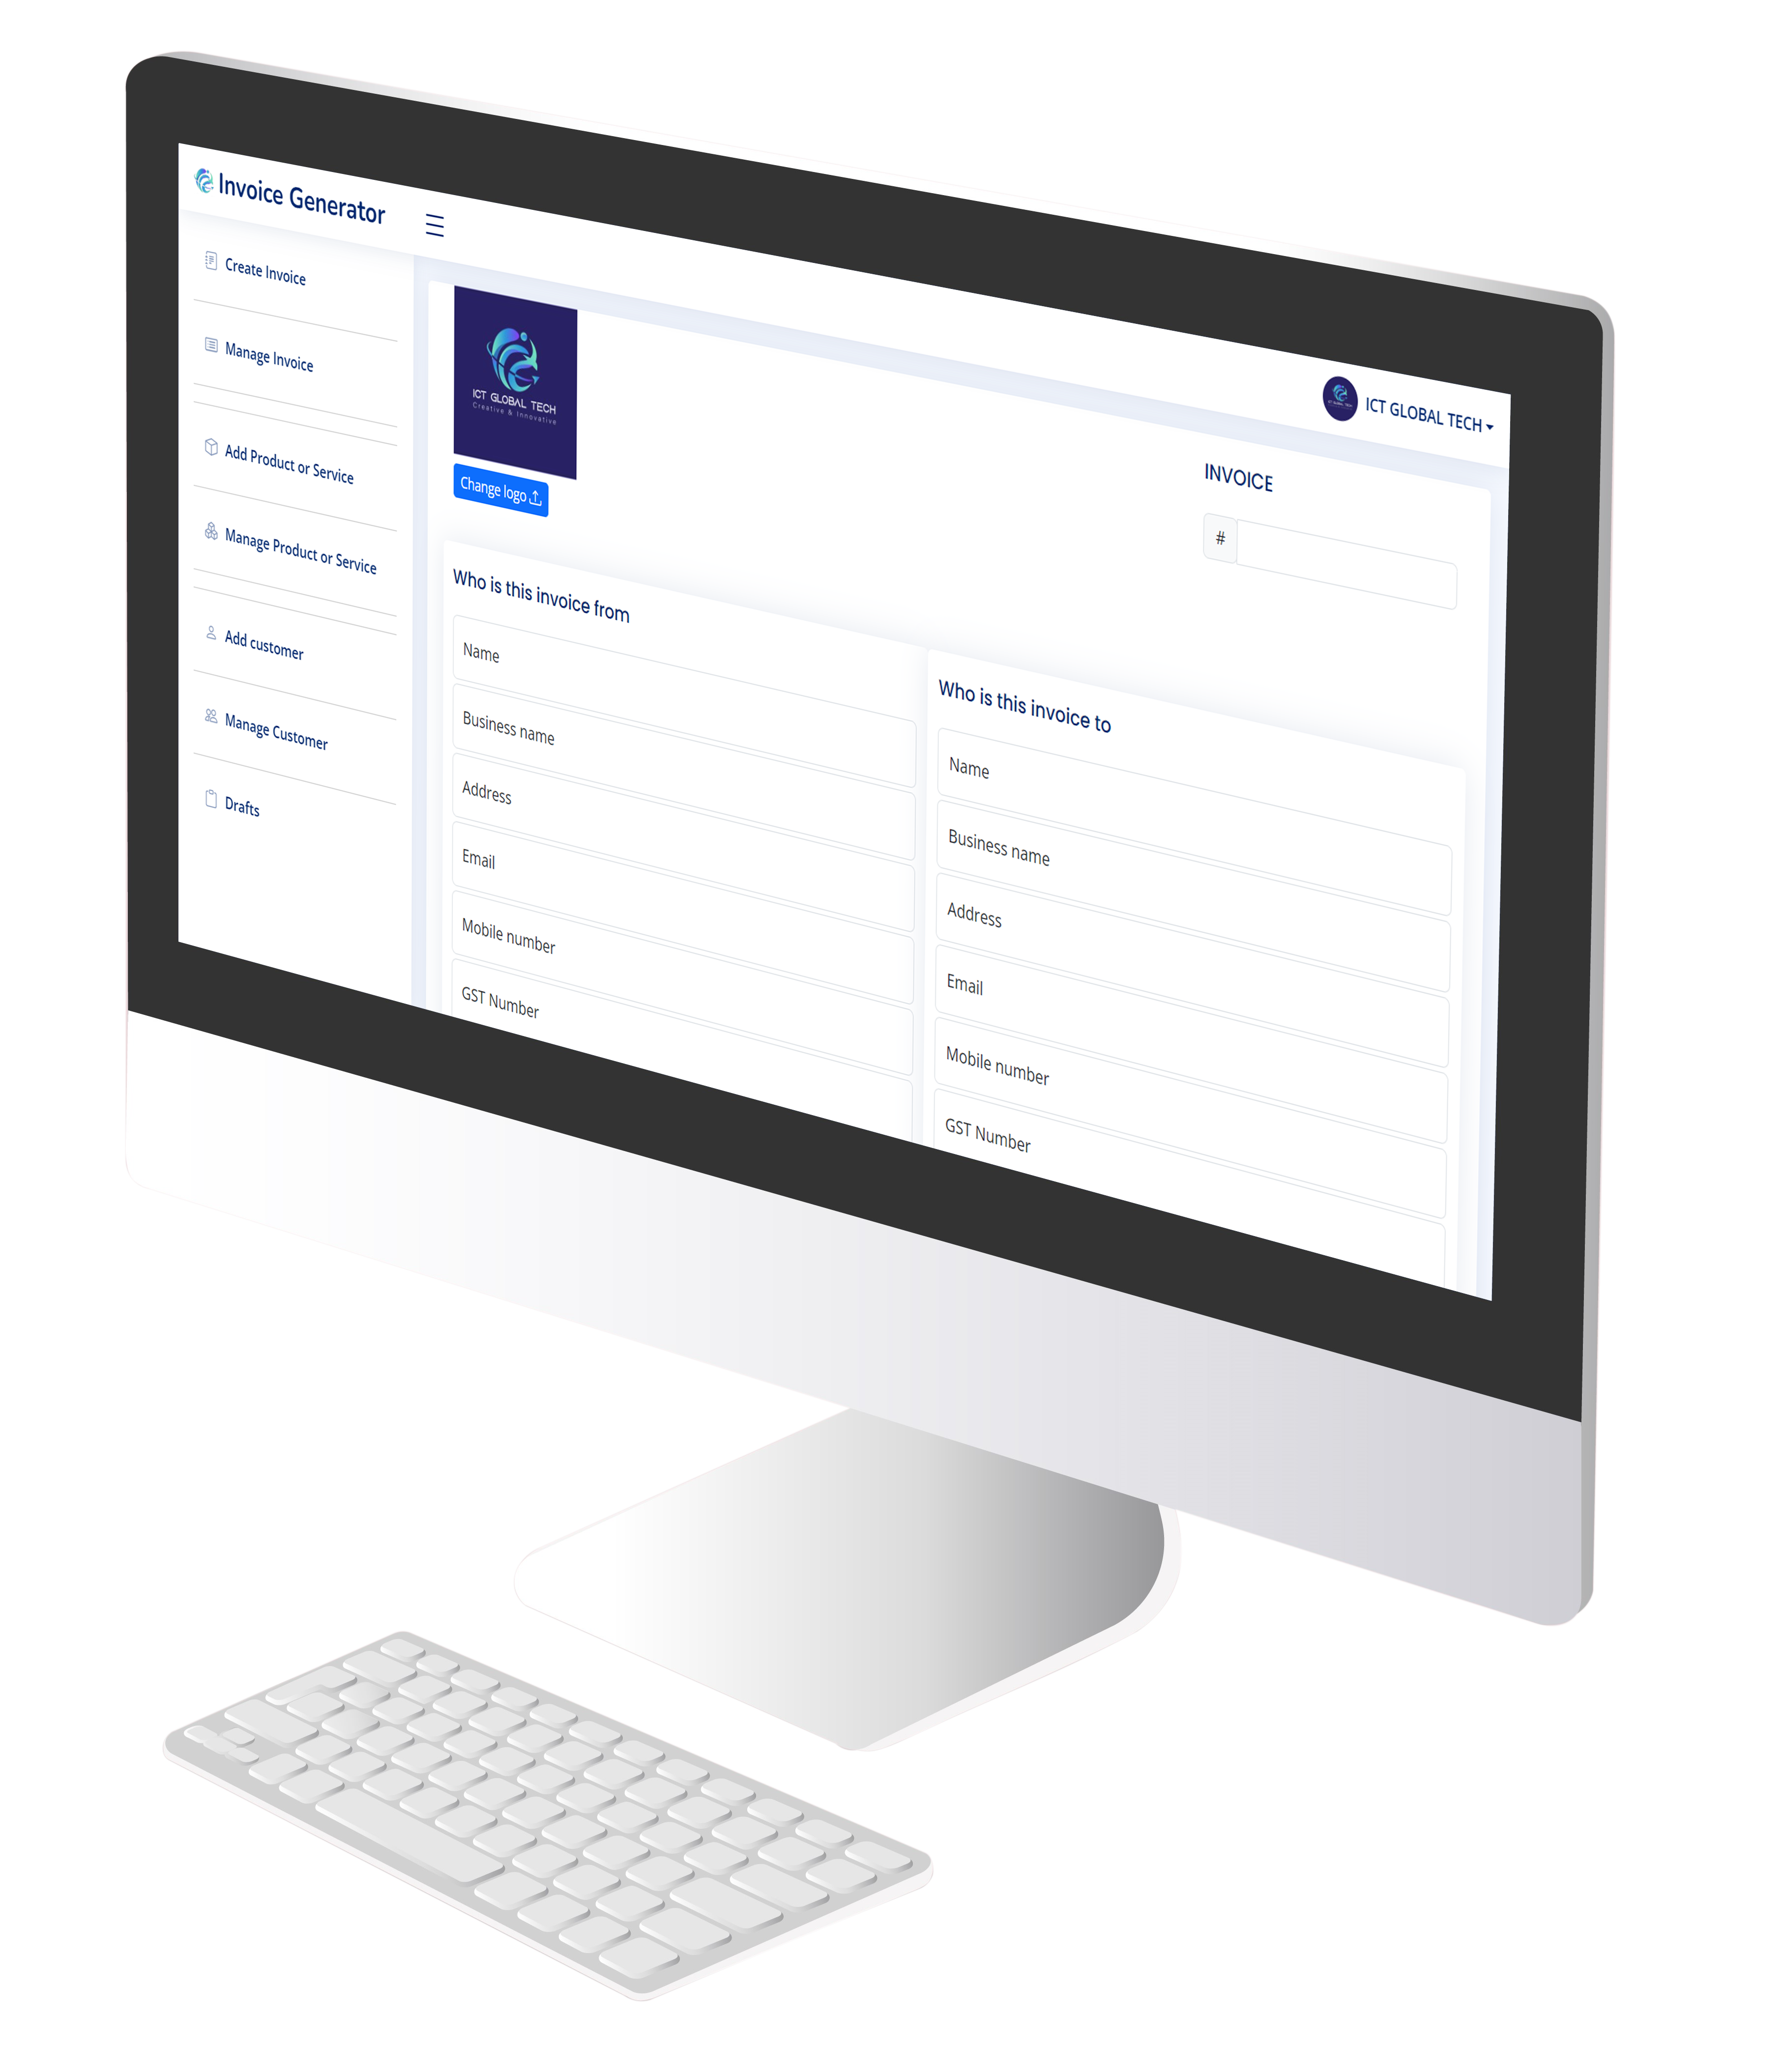 Invoice Generator
ICT GLOBAL TECH
Create Invoice
Manage Invoice
Add Product or Service
Manage Product or Service
Add customer
Manage Customer
Drafts
ICT GLOBAL TECH
Creative & Innovative
Change logo
INVOICE
#
Who is this invoice from
Name
Business name
Address
Email
Mobile number
GST Number
Who is this invoice to
Name
Business name
Address
Email
Mobile number
GST Number